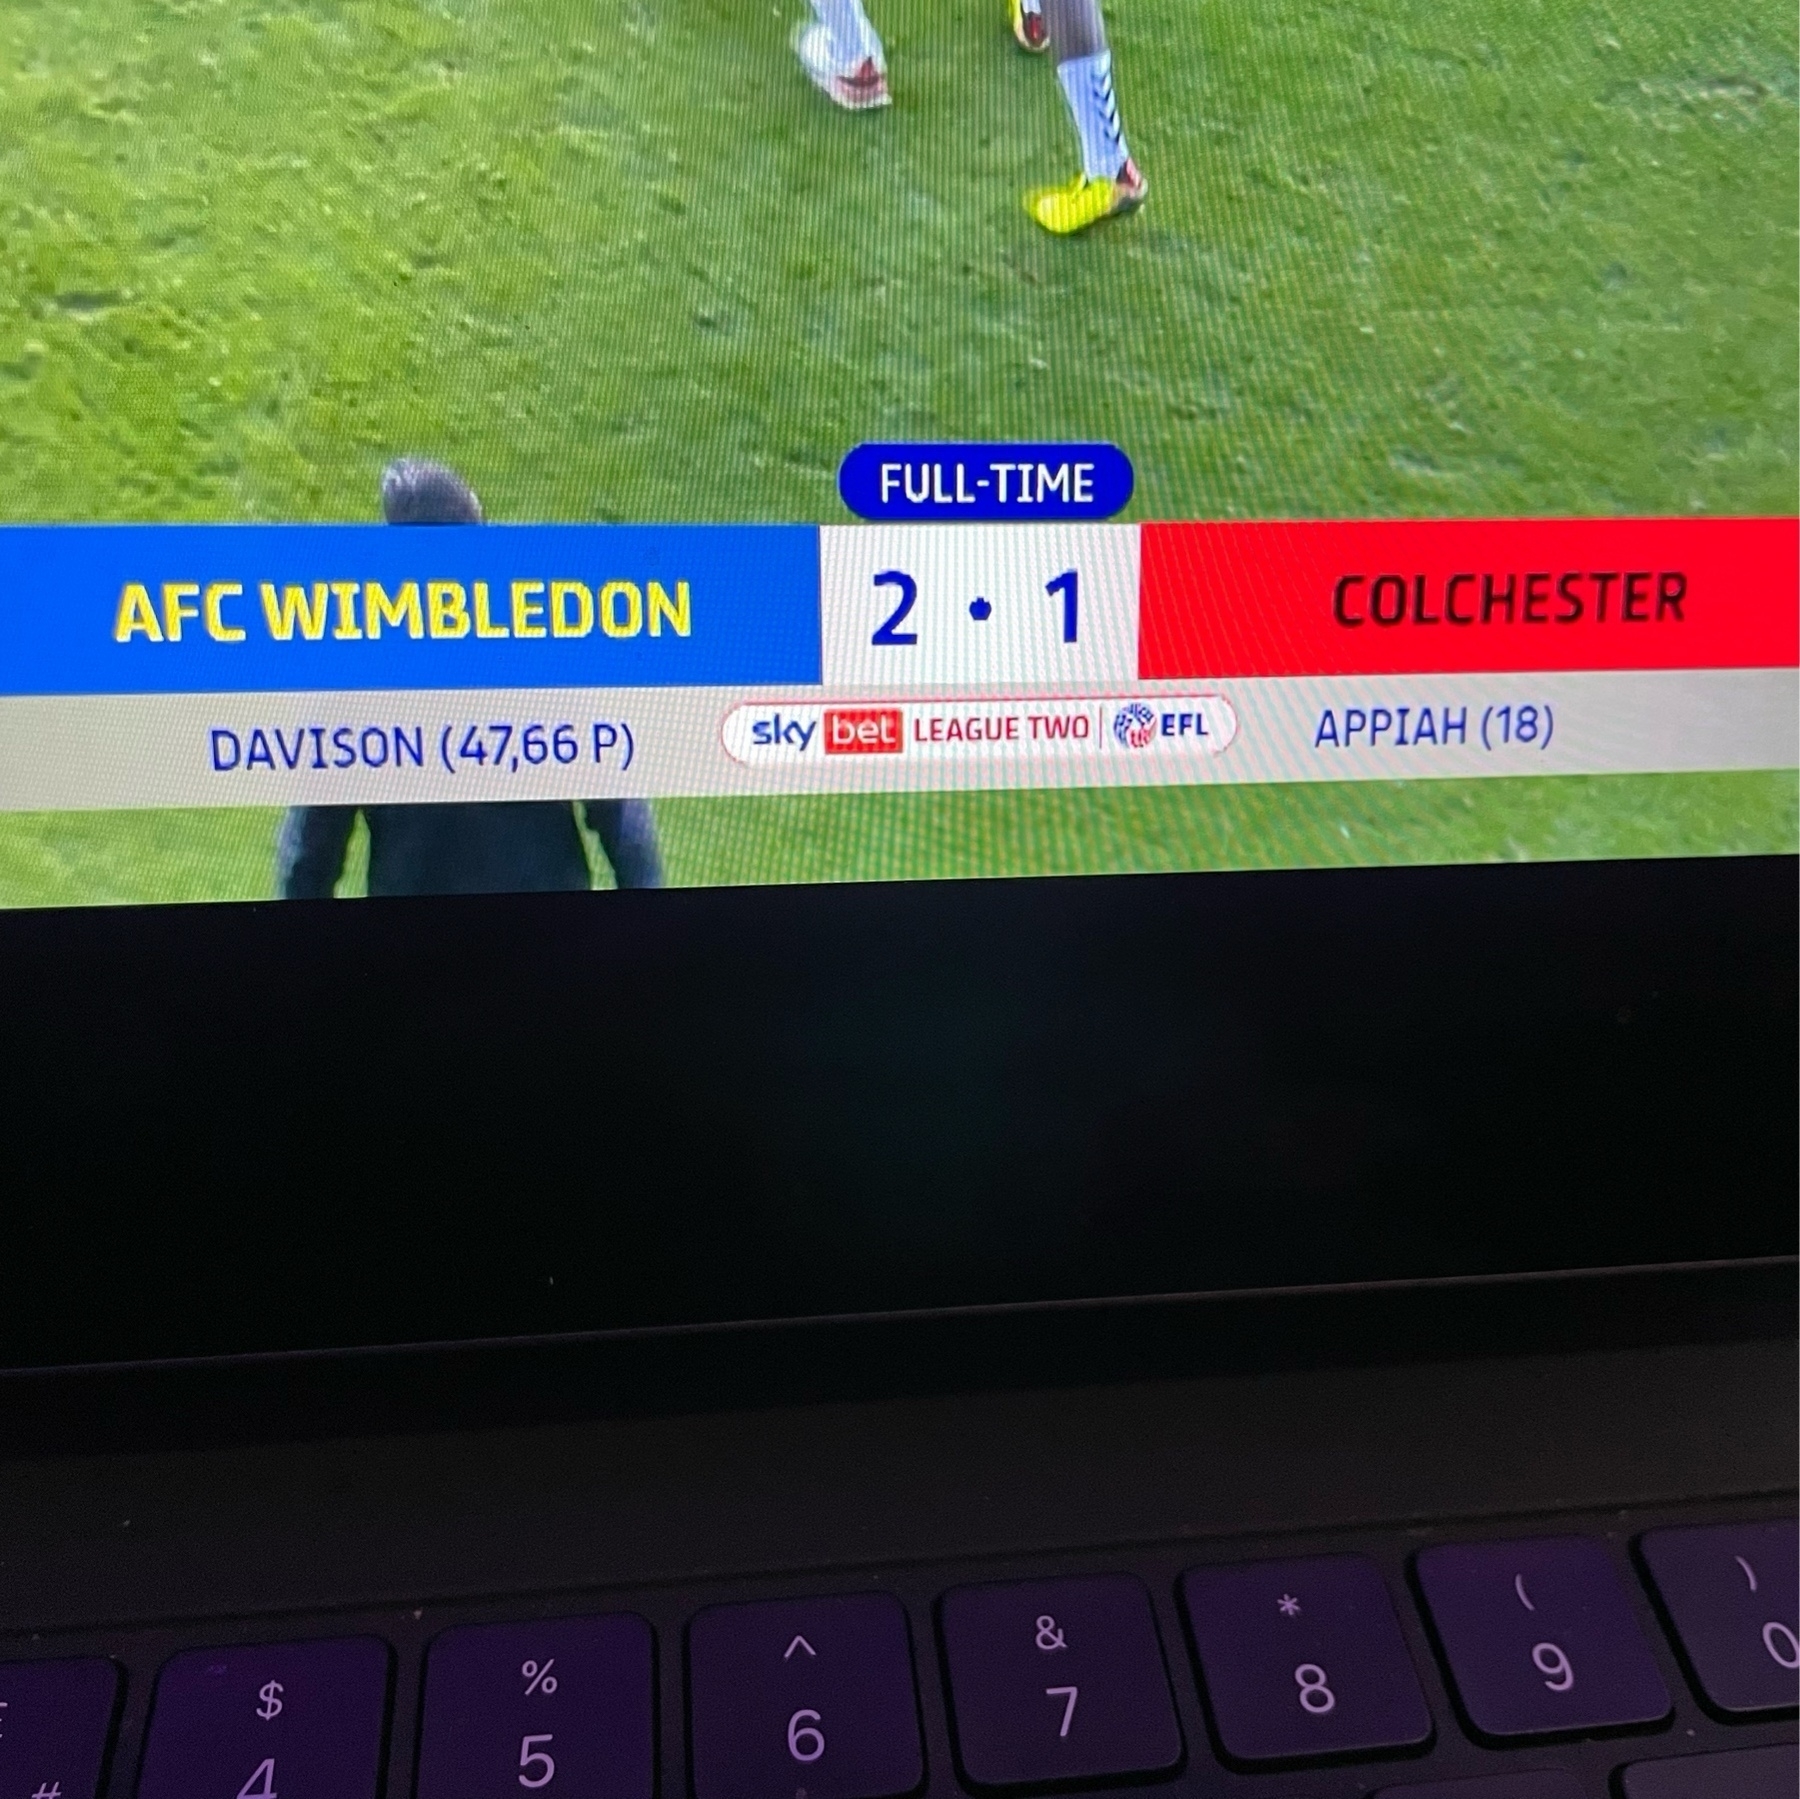 FULL-TIME
AFC WIMBLEDON 2 • 1 COLCHESTER
DAVISON (47,66 P) sky bet LEAGUE TWO EFL APPIAH (18)
$ % ^ & * ( )
# 4 5 6 7 8 9 0